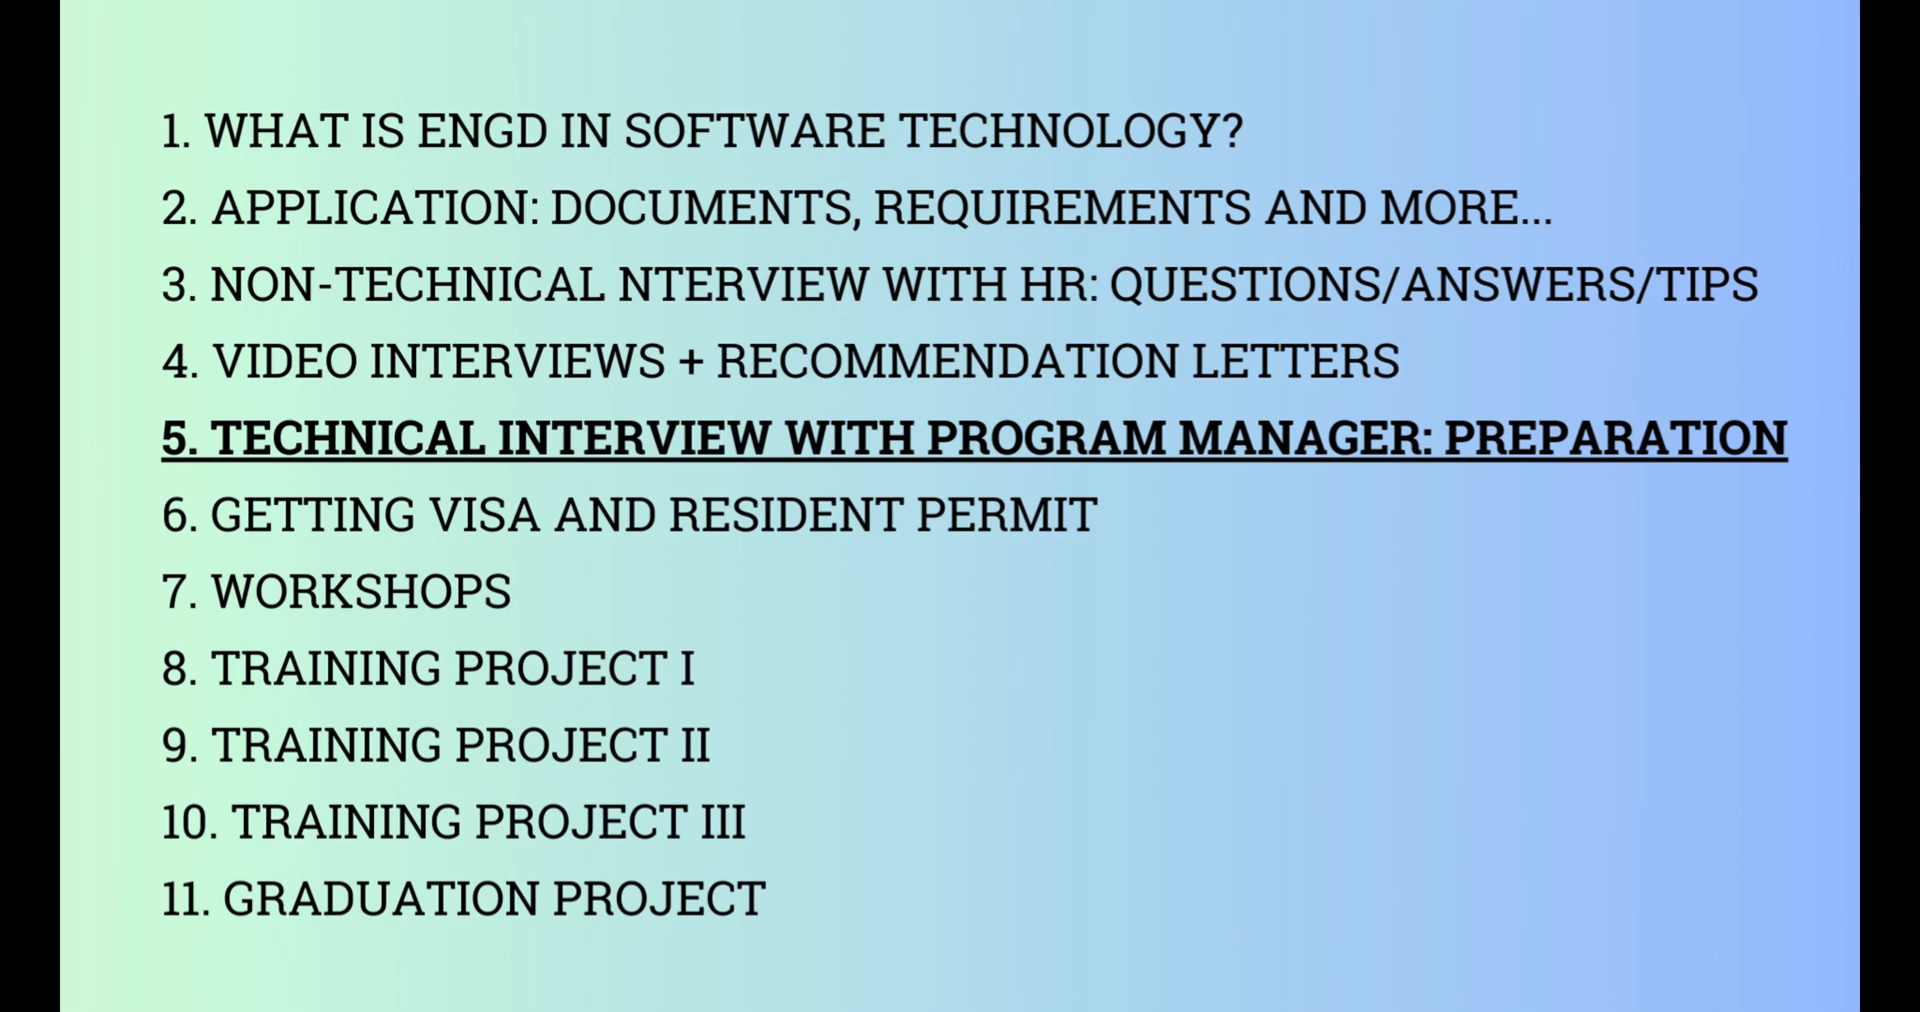 1. WHAT IS ENGD IN SOFTWARE TECHNOLOGY?
2. APPLICATION: DOCUMENTS, REQUIREMENTS AND MORE...
3. NON-TECHNICAL NTERVIEW WITH HR: QUESTIONS/ANSWERS/TIPS
4. VIDEO INTERVIEWS + RECOMMENDATION LETTERS
5. TECHNICAL INTERVIEW WITH PROGRAM MANAGER: PREPARATION
6. GETTING VISA AND RESIDENT PERMIT
7. WORKSHOPS
8. TRAINING PROJECT I
9. TRAINING PROJECT II
10. TRAINING PROJECT III
11. GRADUATION PROJECT